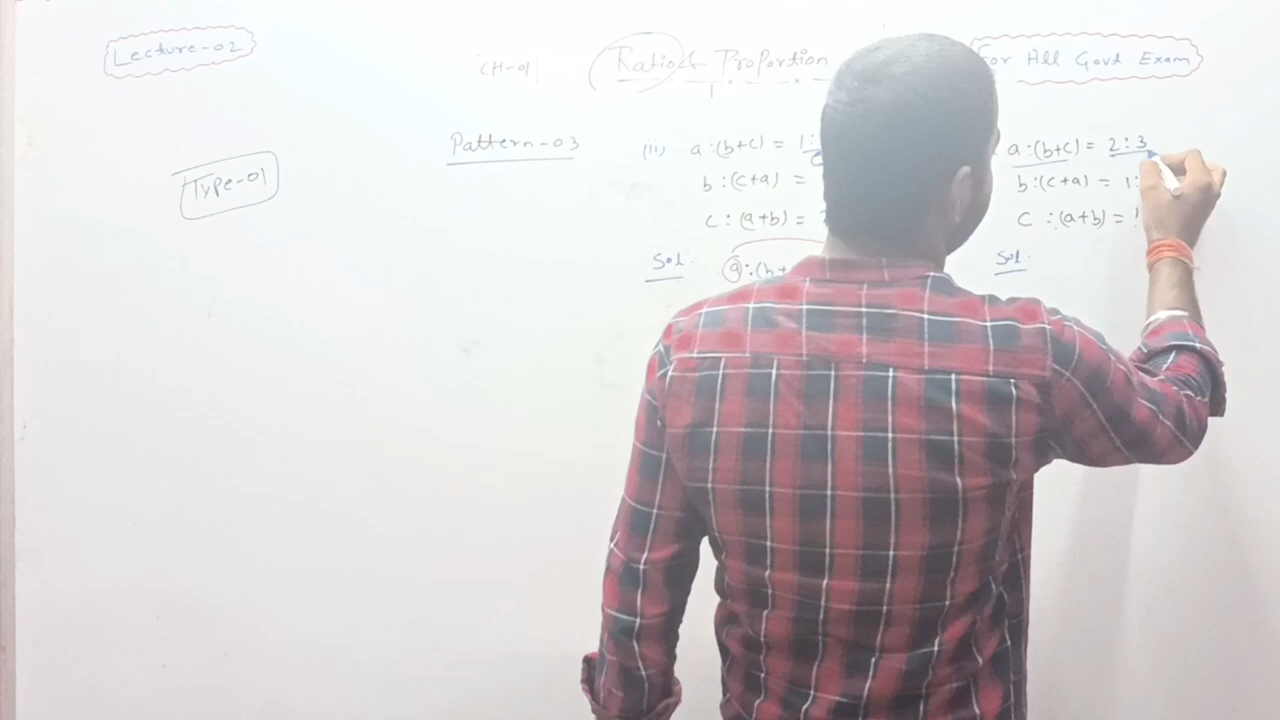 Lecture-02
CH-01
Ratio & Proportion
For All Govt Exam
Type-01
Pattern-03
(ii) a:(b+c) = 1:
b:(c+a) =
c:(a+b) =
Sol:
a:(b+
a:(b+c) = 2:3
b:(c+a) = 1:
c:(a+b) =
Sol: